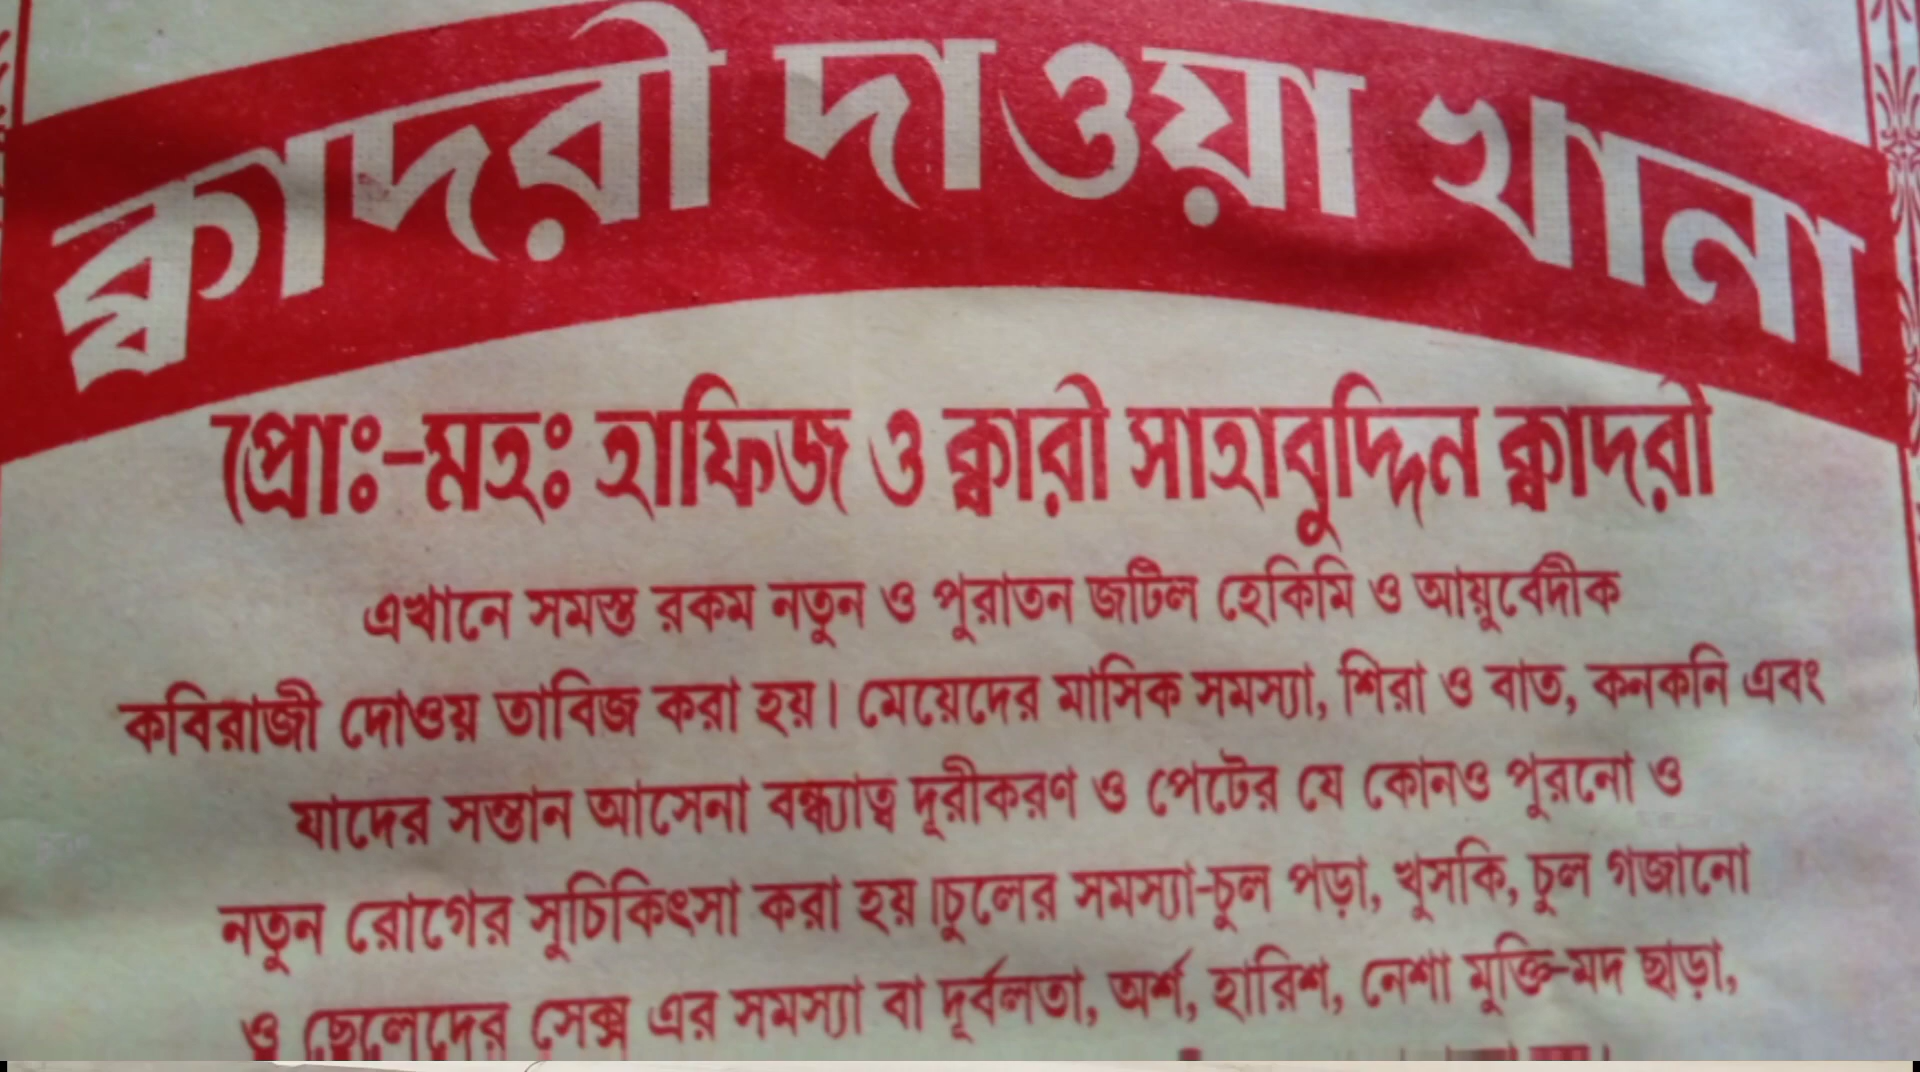 ক্বাদরী দাওয়া খানা
প্রোঃ-মহঃ হাফিজ ও ক্বারী সাহাবুদ্দিন ক্বাদরী
এখানে সমস্ত রকম নতুন ও পুরাতন জটিল হেকিমি ও আয়ুর্বেদীক
কবিরাজী দোওয় তাবিজ করা হয়। মেয়েদের মাসিক সমস্যা, শিরা ও বাত, কনকনি এবং
যাদের সন্তান আসেনা বন্ধ্যাত্ব দূরীকরণ ও পেটের যে কোনও পুরনো ও
নতুন রোগের সুচিকিৎসা করা হয়।চুলের সমস্যা-চুল পড়া, খুসকি, চুল গজানো
ও ছেলেদের সেক্স এর সমস্যা বা দূর্বলতা, অর্শ, হারিশ, নেশা মুক্তি-মদ ছাড়া,